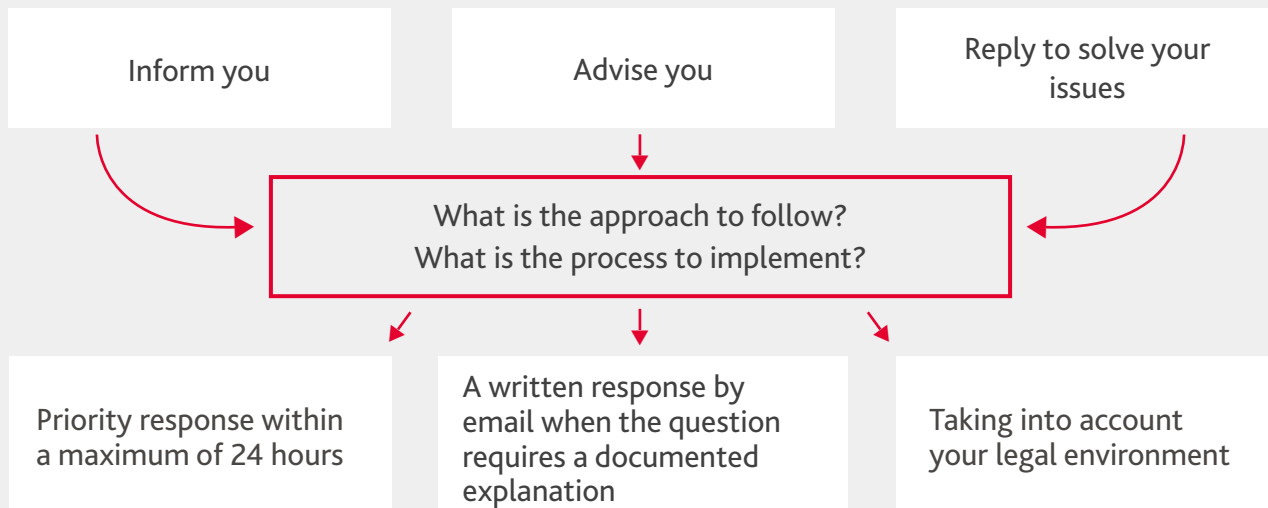 Inform you
Advise you
Reply to solve your
issues
What is the approach to follow?
What is the process to implement?
Priority response within
a maximum of 24 hours
A written response by
email when the question
requires a documented
explanation
Taking into account
your legal environment